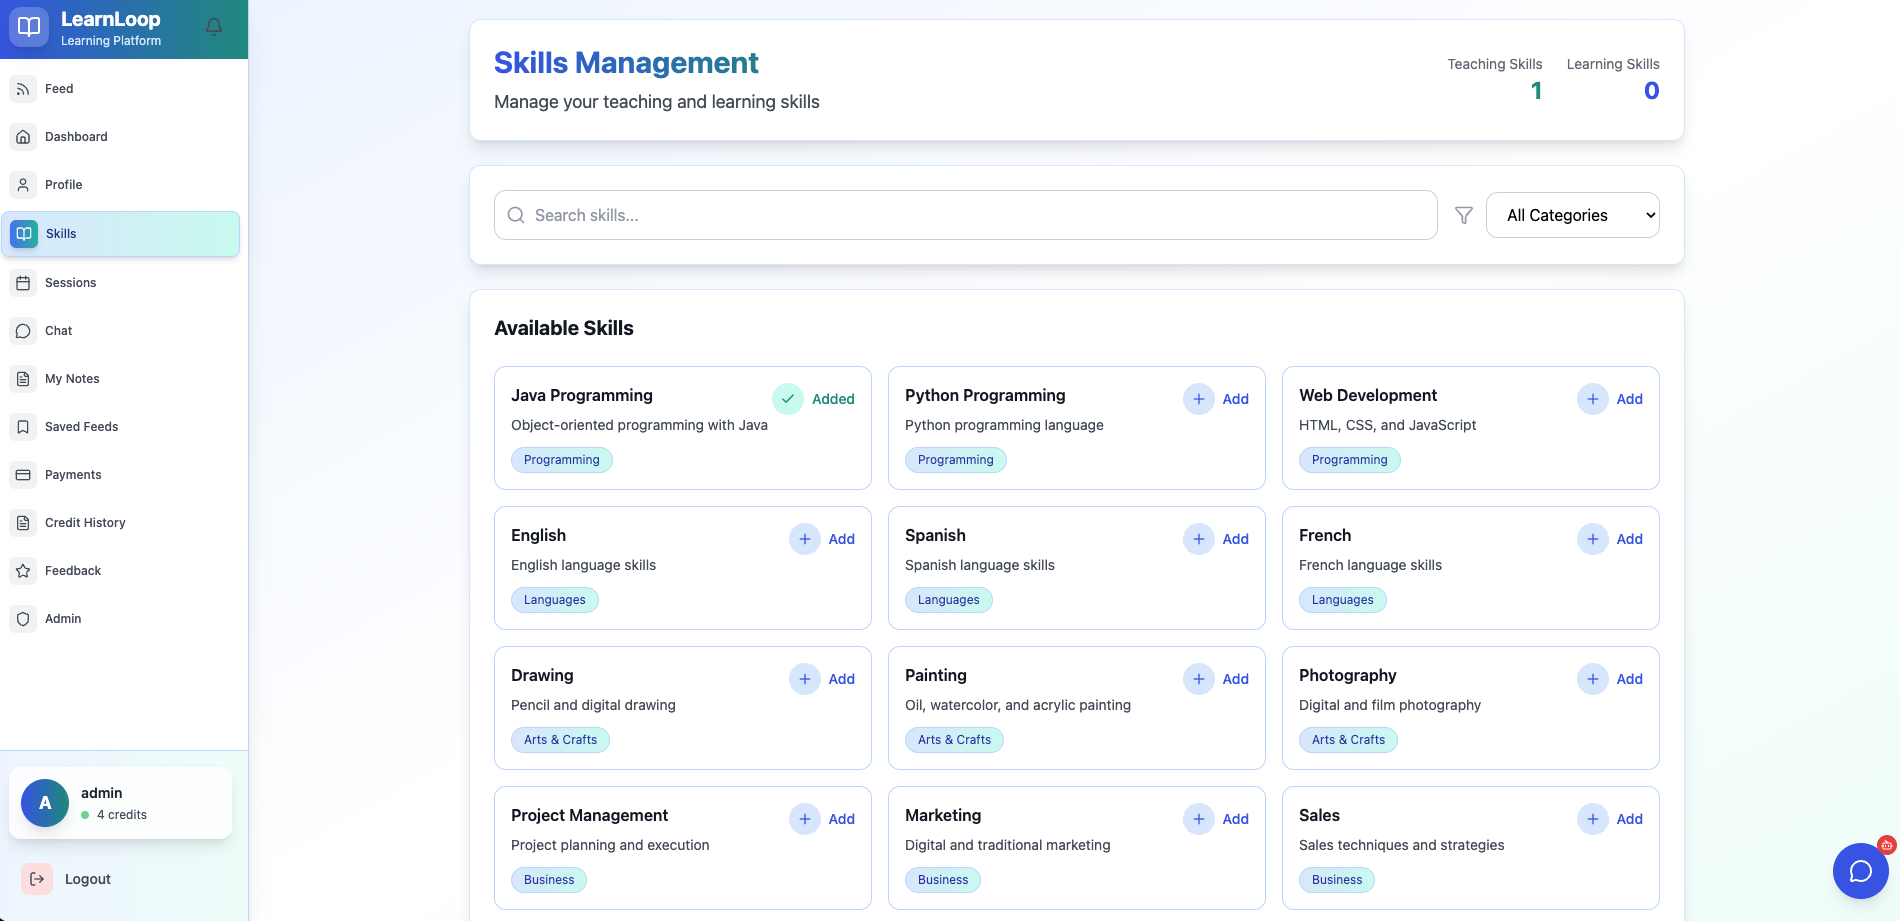 LearnLoop
Learning Platform
Feed
Dashboard
Profile
Skills
Sessions
Chat
My Notes
Saved Feeds
Payments
Credit History
Feedback
Admin
A
admin
4 credits
Logout
Skills Management
Manage your teaching and learning skills
Teaching Skills
1
Learning Skills
0
Search skills...
All Categories
Available Skills
Java Programming
Added
Object-oriented programming with Java
Programming
Python Programming
Add
Python programming language
Programming
Web Development
Add
HTML, CSS, and JavaScript
Programming
English
Add
English language skills
Languages
Spanish
Add
Spanish language skills
Languages
French
Add
French language skills
Languages
Drawing
Add
Pencil and digital drawing
Arts & Crafts
Painting
Add
Oil, watercolor, and acrylic painting
Arts & Crafts
Photography
Add
Digital and film photography
Arts & Crafts
Project Management
Add
Project planning and execution
Business
Marketing
Add
Digital and traditional marketing
Business
Sales
Add
Sales techniques and strategies
Business